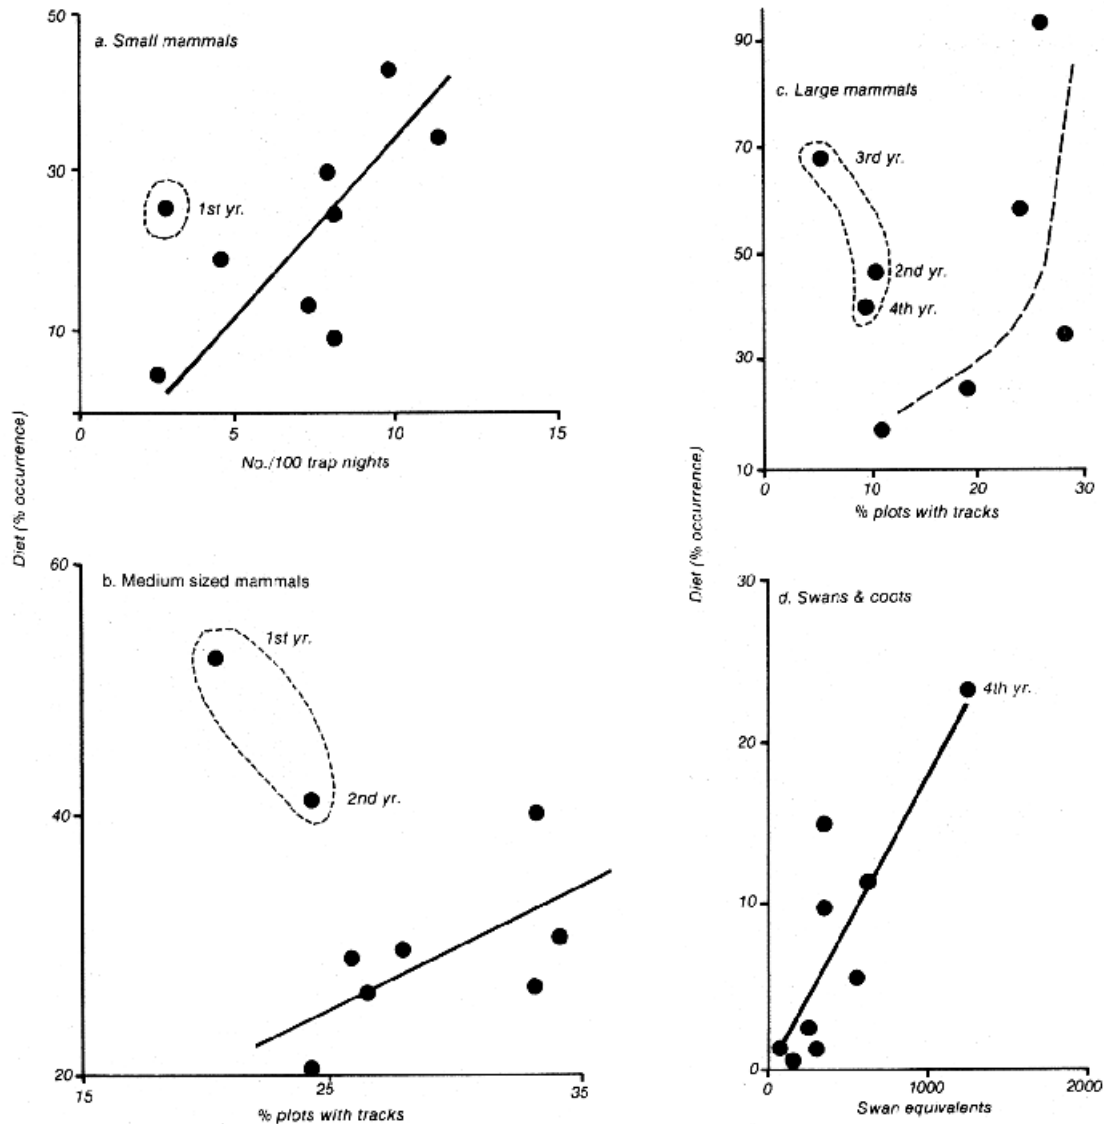 50
a. Small mammals
30
1st yr.
10
0
5
10
15
No./100 trap nights
Diet (% occurrence)
90
c. Large mammals
70
3rd yr.
50
2nd yr.
4th yr.
30
10
0
10
20
30
% plots with tracks
60
b. Medium sized mammals
1st yr.
40
2nd yr.
20
15
25
35
% plots with tracks
Diet (% occurrence)
30
d. Swans & coots
4th yr.
20
10
0
0
1000
2000
Swan equivalents